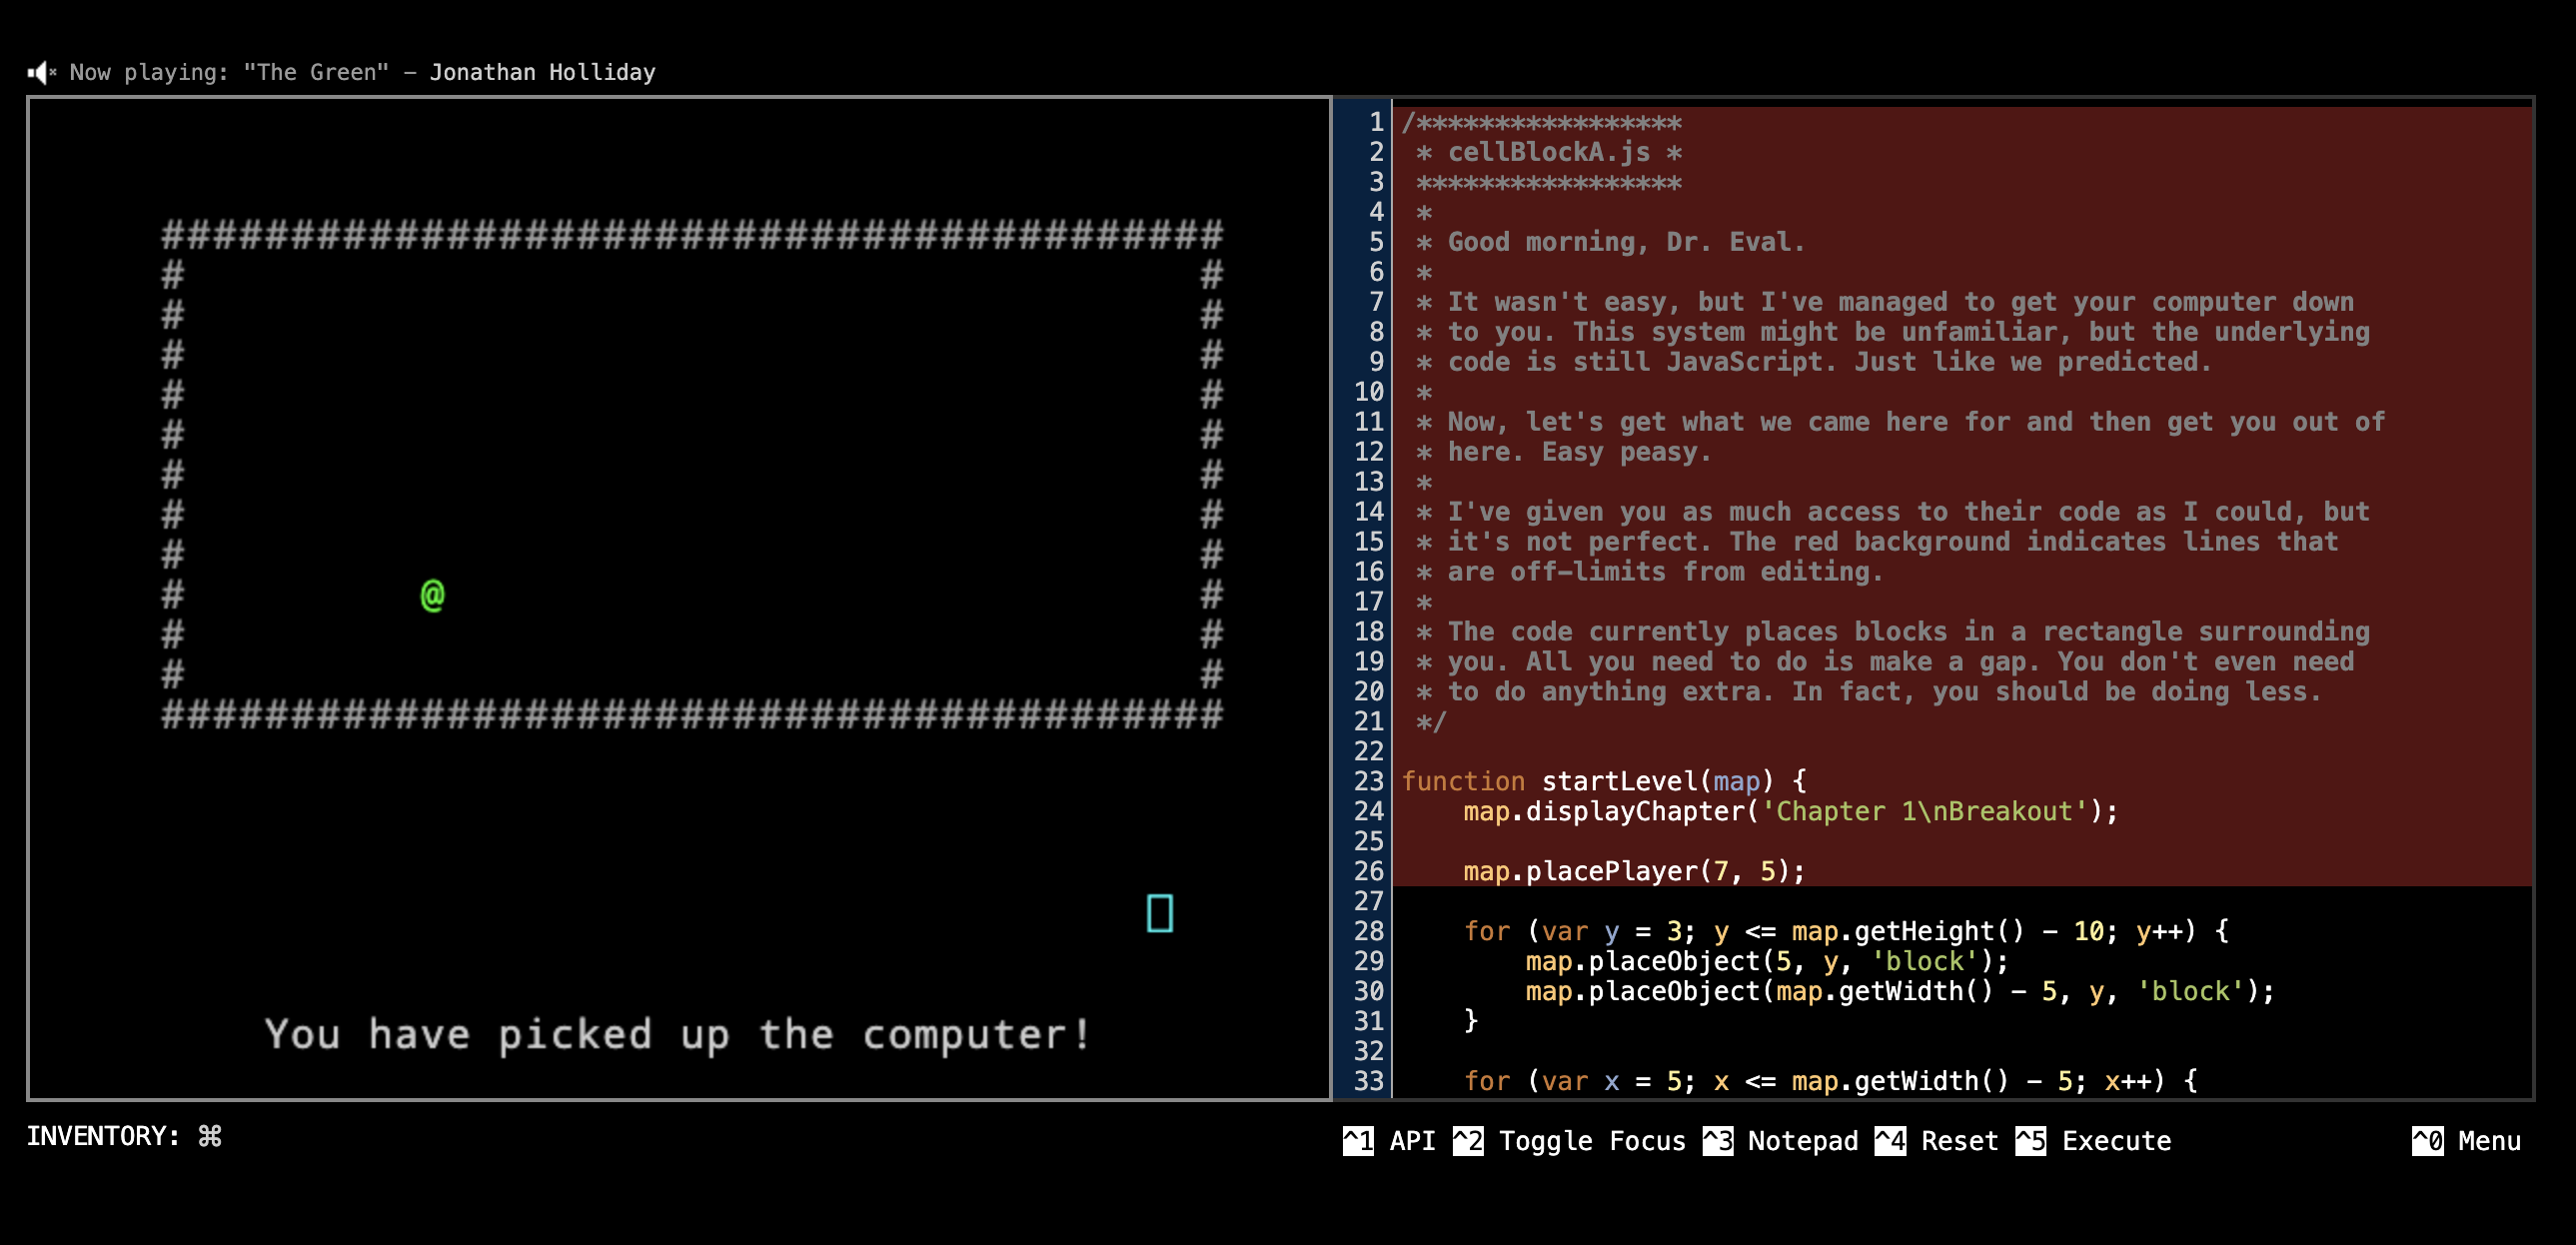 Now playing: "The Green" – Jonathan Holliday
#########################################
# #
# #
# #
# #
# #
# #
# #
# #
# @ #
# #
# #
#########################################
You have picked up the computer!
1 /*****************
2 * cellBlockA.js *
3 *****************
4 *
5 * Good morning, Dr. Eval.
6 *
7 * It wasn't easy, but I've managed to get your computer down
8 * to you. This system might be unfamiliar, but the underlying
9 * code is still JavaScript. Just like we predicted.
10 *
11 * Now, let's get what we came here for and then get you out of
12 * here. Easy peasy.
13 *
14 * I've given you as much access to their code as I could, but
15 * it's not perfect. The red background indicates lines that
16 * are off-limits from editing.
17 *
18 * The code currently places blocks in a rectangle surrounding
19 * you. All you need to do is make a gap. You don't even need
20 * to do anything extra. In fact, you should be doing less.
21 */
22
23 function startLevel(map) {
24 map.displayChapter('Chapter 1\nBreakout');
25
26 map.placePlayer(7, 5);
27
28 for (var y = 3; y <= map.getHeight() - 10; y++) {
29 map.placeObject(5, y, 'block');
30 map.placeObject(map.getWidth() - 5, y, 'block');
31 }
32
33 for (var x = 5; x <= map.getWidth() - 5; x++) {
INVENTORY: ⌘
^1 API ^2 Toggle Focus ^3 Notepad ^4 Reset ^5 Execute ^0 Menu